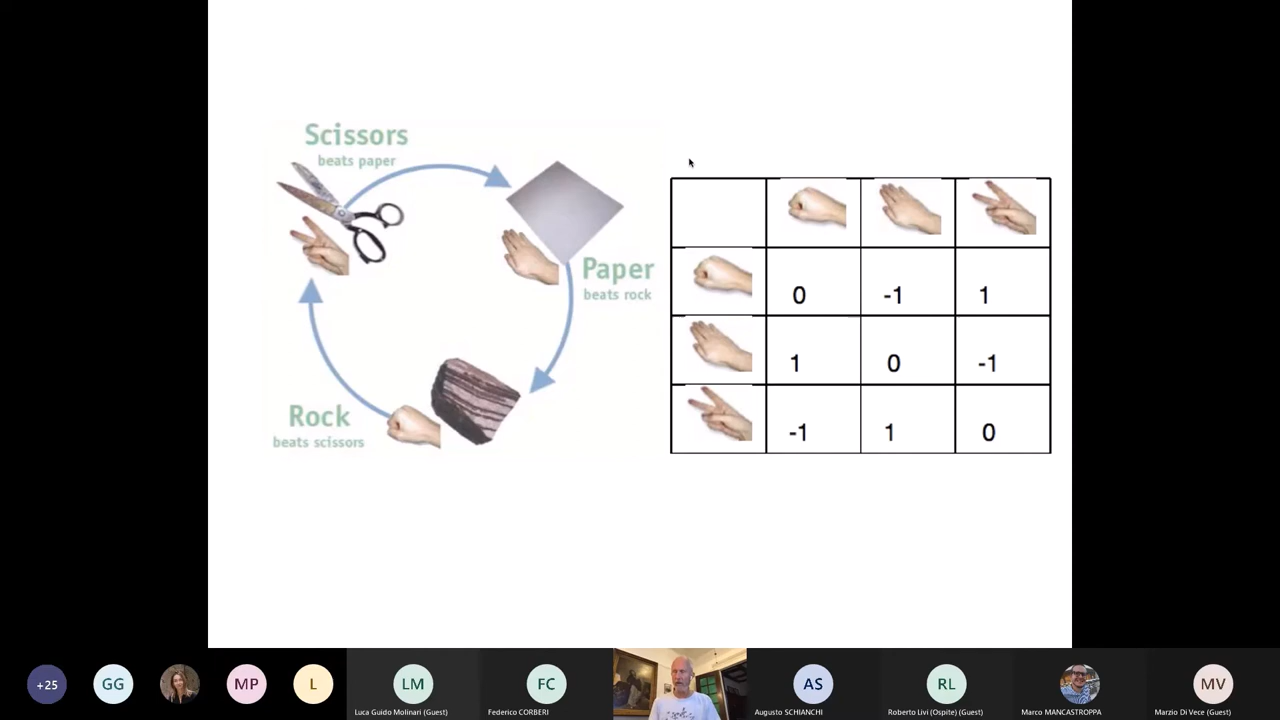 Scissors
beats paper
Paper
beats rock
Rock
beats scissors
0 -1 1
1 0 -1
-1 1 0
+25
GG
MP
L
LM
Luca Guido Molinari (Guest)
FC
Federico CORBERI
AS
Augusto SCHIANCHI
RL
Roberto Livi (Ospite) (Guest)
Marco MANCASTROPPA
MV
Marzio Di Vece (Guest)